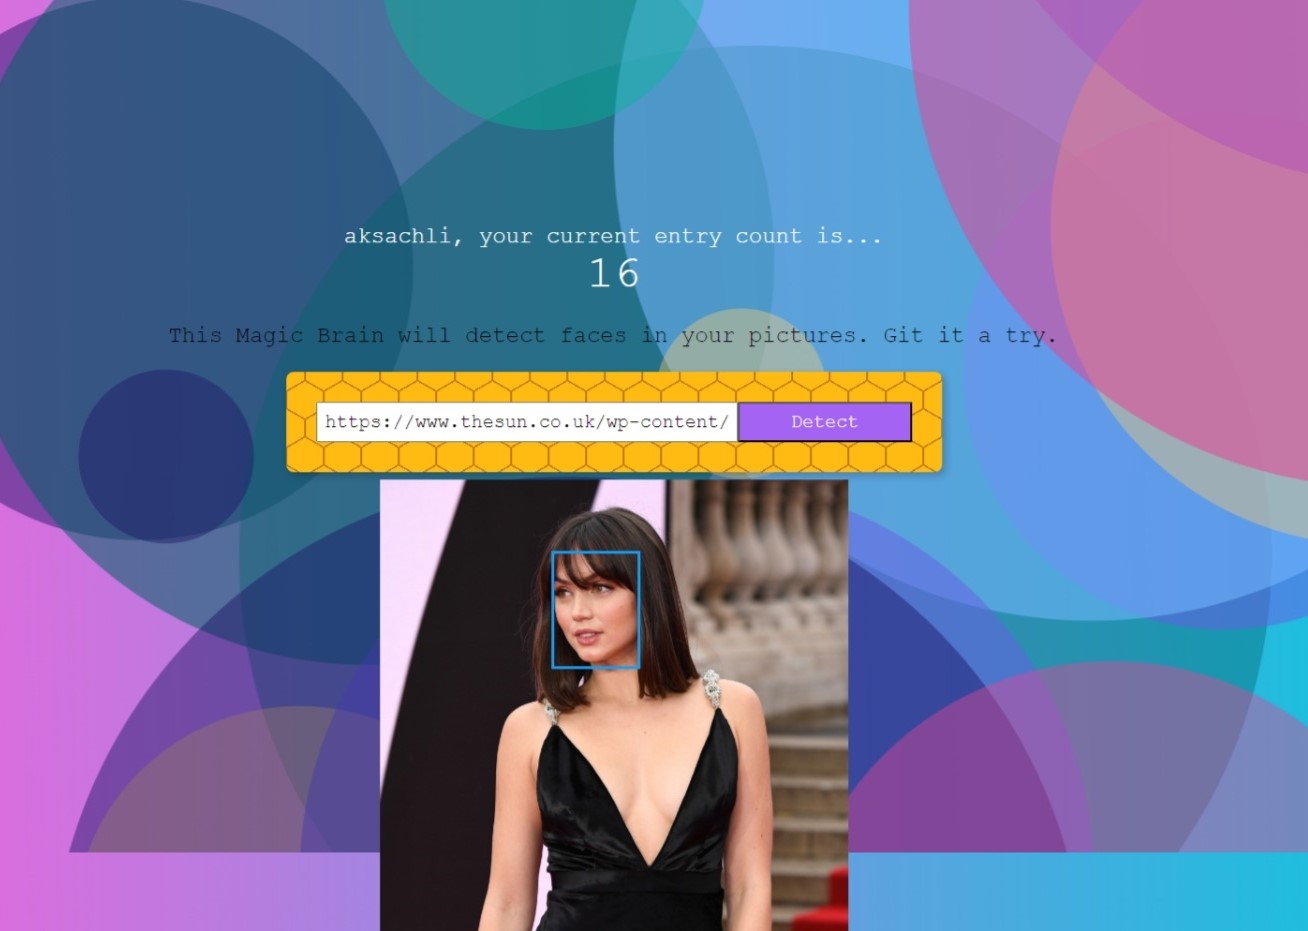 aksachli, your current entry count is...
16
This Magic Brain will detect faces in your pictures. Git it a try.
https://www.thesun.co.uk/wp-content/
Detect